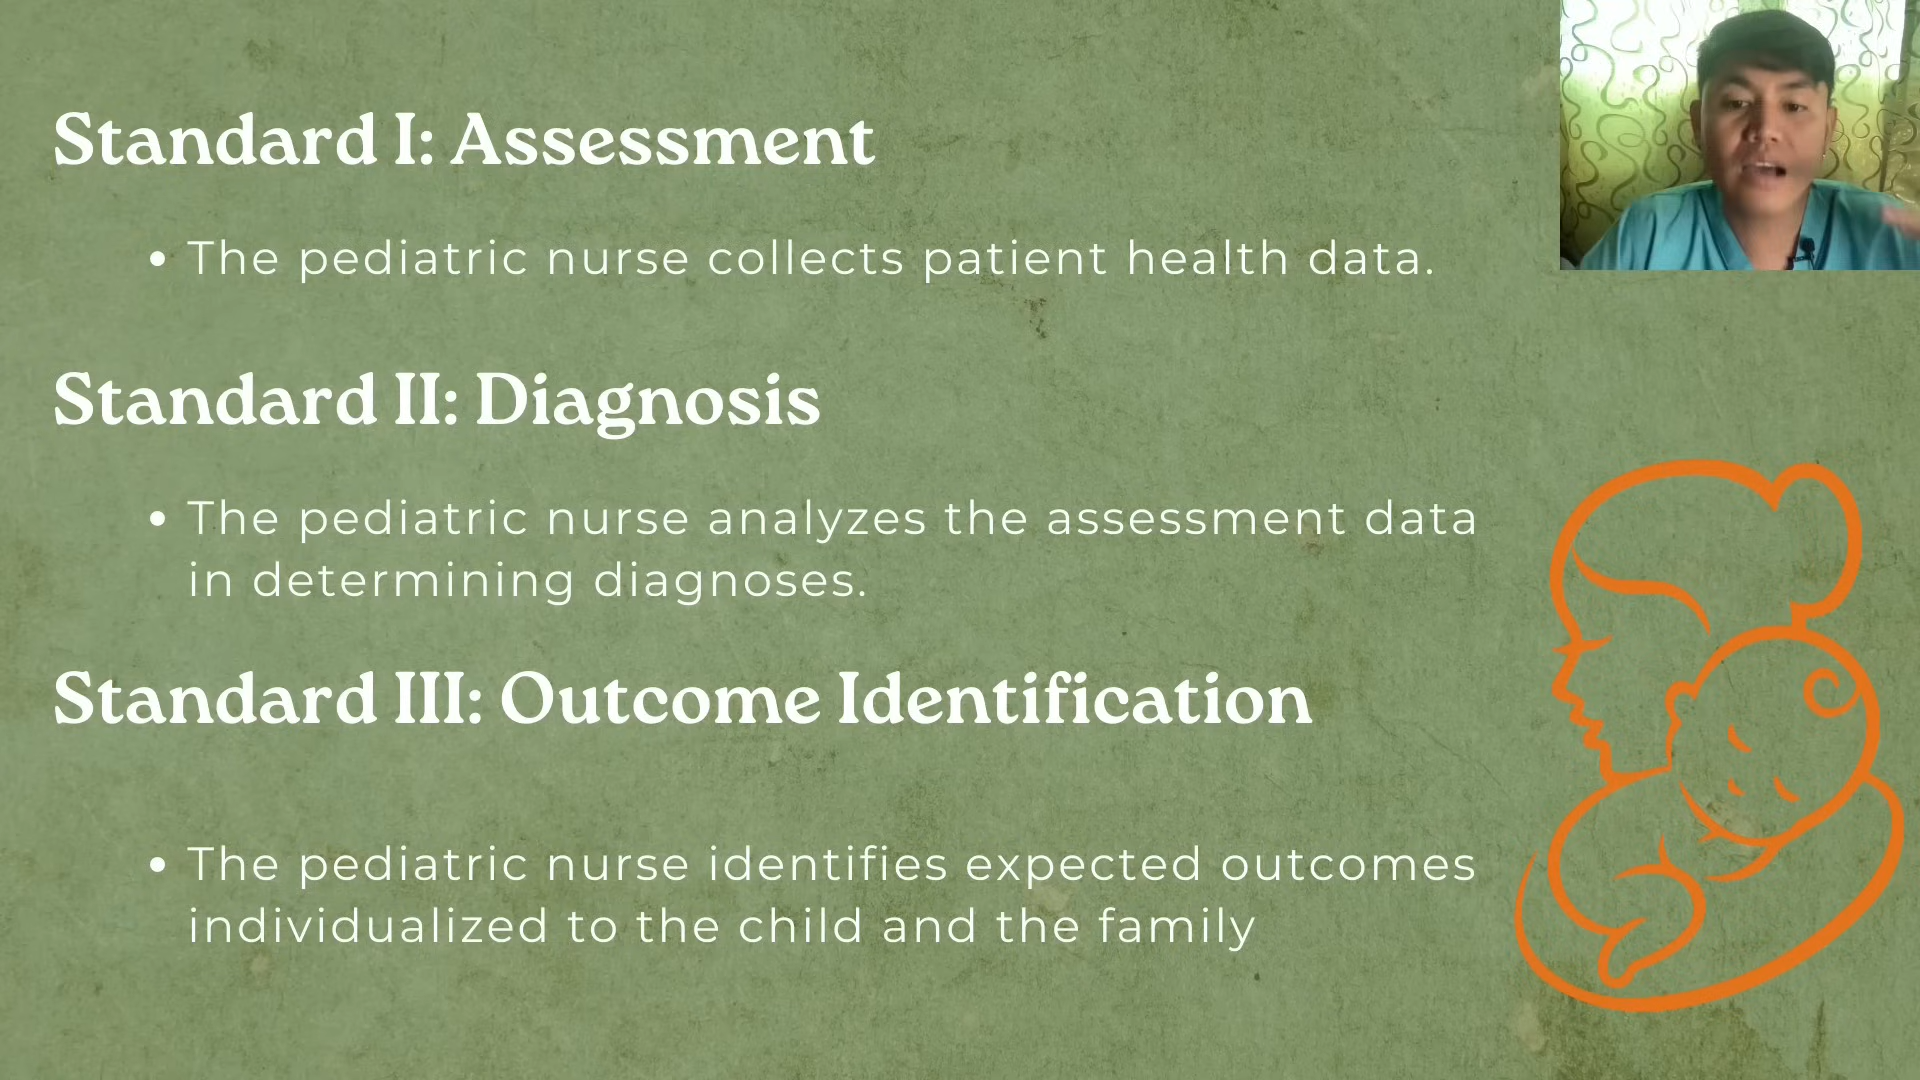 Standard I: Assessment
• The pediatric nurse collects patient health data.
Standard II: Diagnosis
• The pediatric nurse analyzes the assessment data
in determining diagnoses.
Standard III: Outcome Identification
• The pediatric nurse identifies expected outcomes
individualized to the child and the family